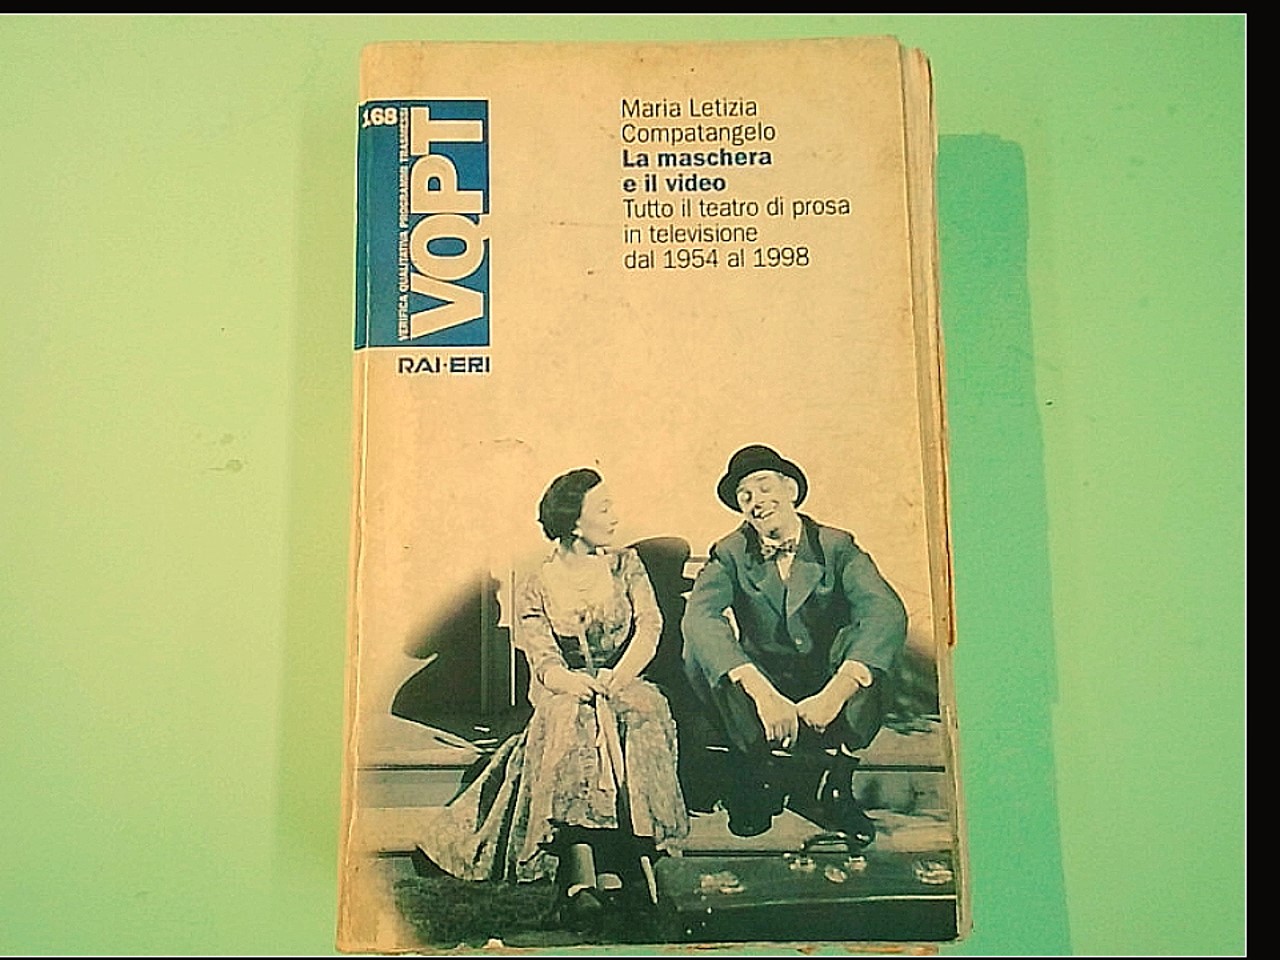 168
VERIFICA QUALITATIVA PROGRAMMI TRASMESSI
VQPT
RAI·ERI
Maria Letizia
Compatangelo
La maschera
e il video
Tutto il teatro di prosa
in televisione
dal 1954 al 1998